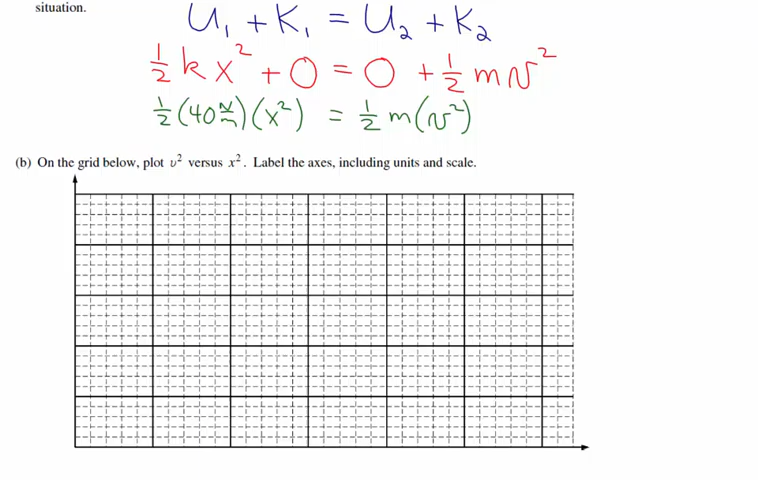 situation.
U₁ + K₁ = U₂ + K₂
½ k x² + 0 = 0 + ½ m v²
½ (40 N/m) (x²) = ½ m (v²)
(b) On the grid below, plot υ² versus x². Label the axes, including units and scale.